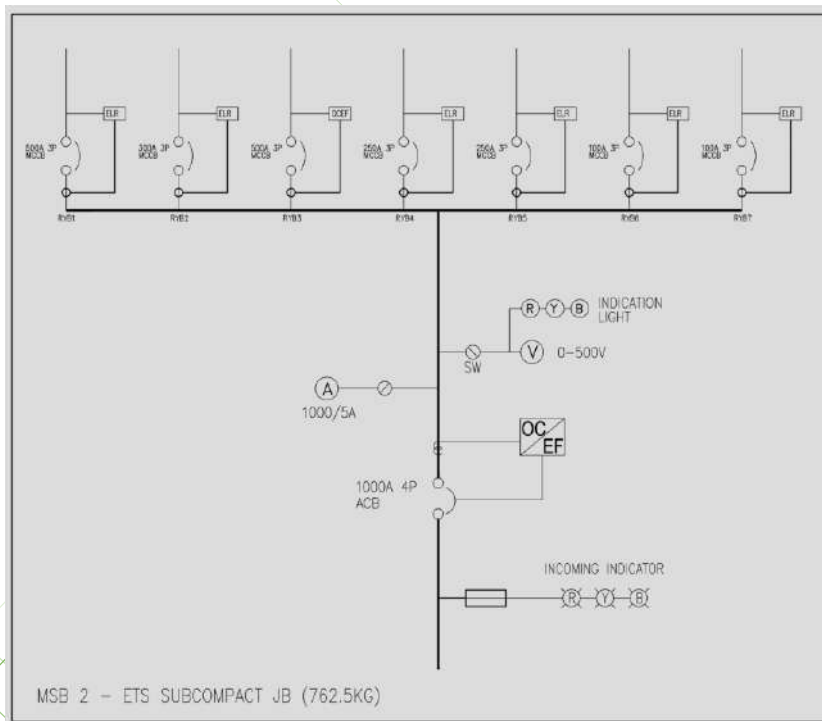 ELR
ELR
OCEF
ELR
ELR
ELR
ELR
500A 3P
MCCB
300A 3P
MCCB
500A 3P
MCCB
250A 3P
MCCB
250A 3P
MCCB
100A 3P
MCCB
100A 3P
MCCB
RYB1
RYB2
RYB3
RYB4
RYB5
RYB6
RYB7
R Y B INDICATION
LIGHT
SW
V 0-500V
A
1000/5A
OC
EF
1000A 4P
ACB
INCOMING INDICATOR
R Y B
MSB 2 - ETS SUBCOMPACT JB (762.5KG)